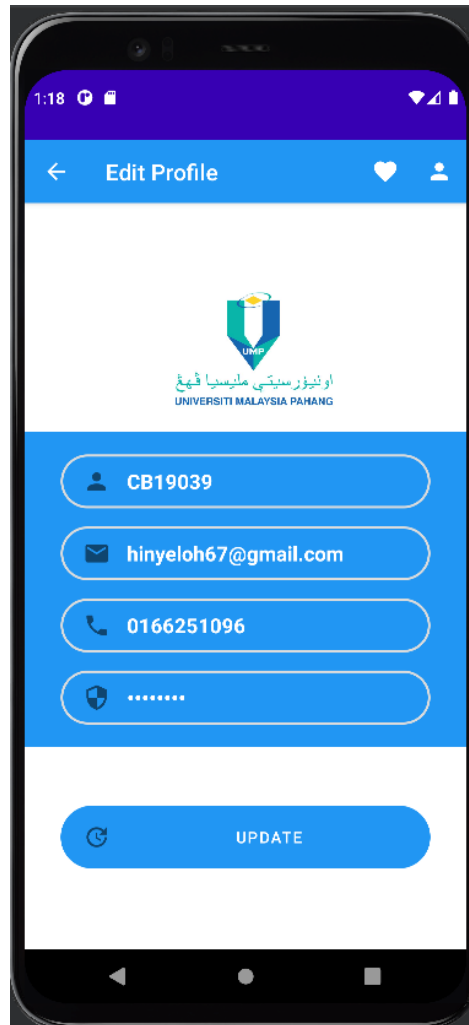 1:18
Edit Profile
UMP
اونيۏرسيتي مليسيا ڤهڠ
UNIVERSITI MALAYSIA PAHANG
CB19039
hinyeloh67@gmail.com
0166251096
••••••••
UPDATE